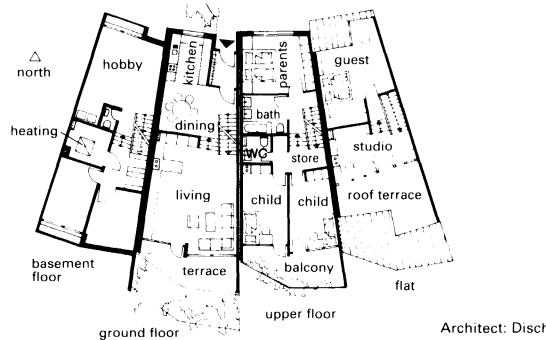 north
hobby
heating
basement
floor
kitchen
dining
living
terrace
ground floor
parents
bath
WC
store
child
child
balcony
upper floor
guest
studio
roof terrace
flat
Architect: Disch